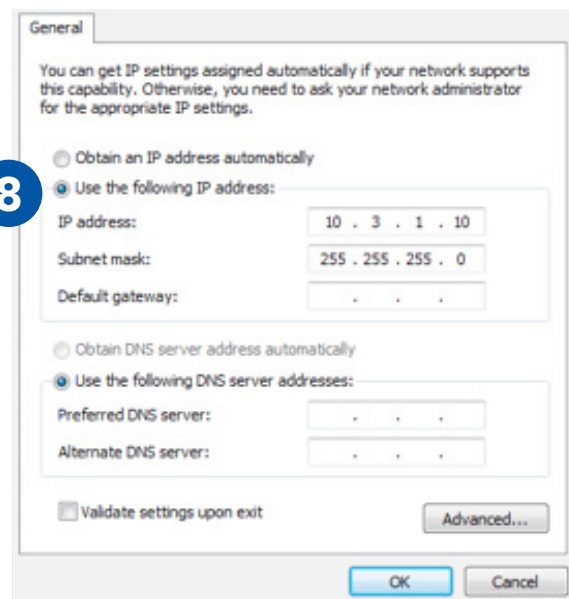 General
You can get IP settings assigned automatically if your network supports
this capability. Otherwise, you need to ask your network administrator
for the appropriate IP settings.
Obtain an IP address automatically
8
Use the following IP address:
IP address: 10 . 3 . 1 . 10
Subnet mask: 255 . 255 . 255 . 0
Default gateway: . . .
Obtain DNS server address automatically
Use the following DNS server addresses:
Preferred DNS server: . . .
Alternate DNS server: . . .
Validate settings upon exit
Advanced...
OK Cancel